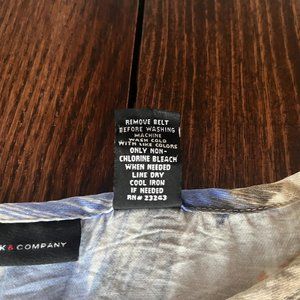 REMOVE BELT
BEFORE WASHING
MACHINE
WASH COLD
WITH LIKE COLORS
ONLY NON-
CHLORINE BLEACH
WHEN NEEDED
LINE DRY
COOL IRON
IF NEEDED
RN# 23243
K & COMPANY